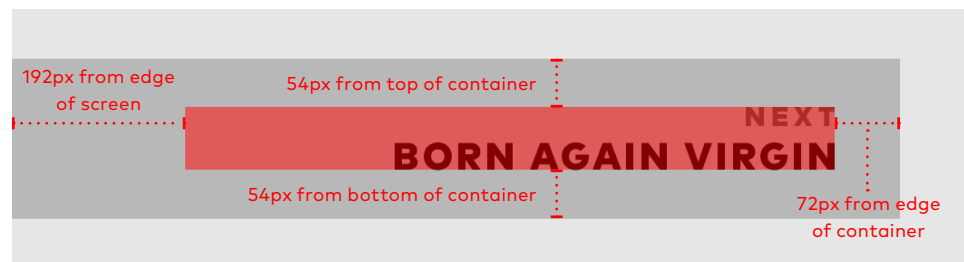 192px from edge
of screen
54px from top of container
NEXT
BORN AGAIN VIRGIN
54px from bottom of container
72px from edge
of container